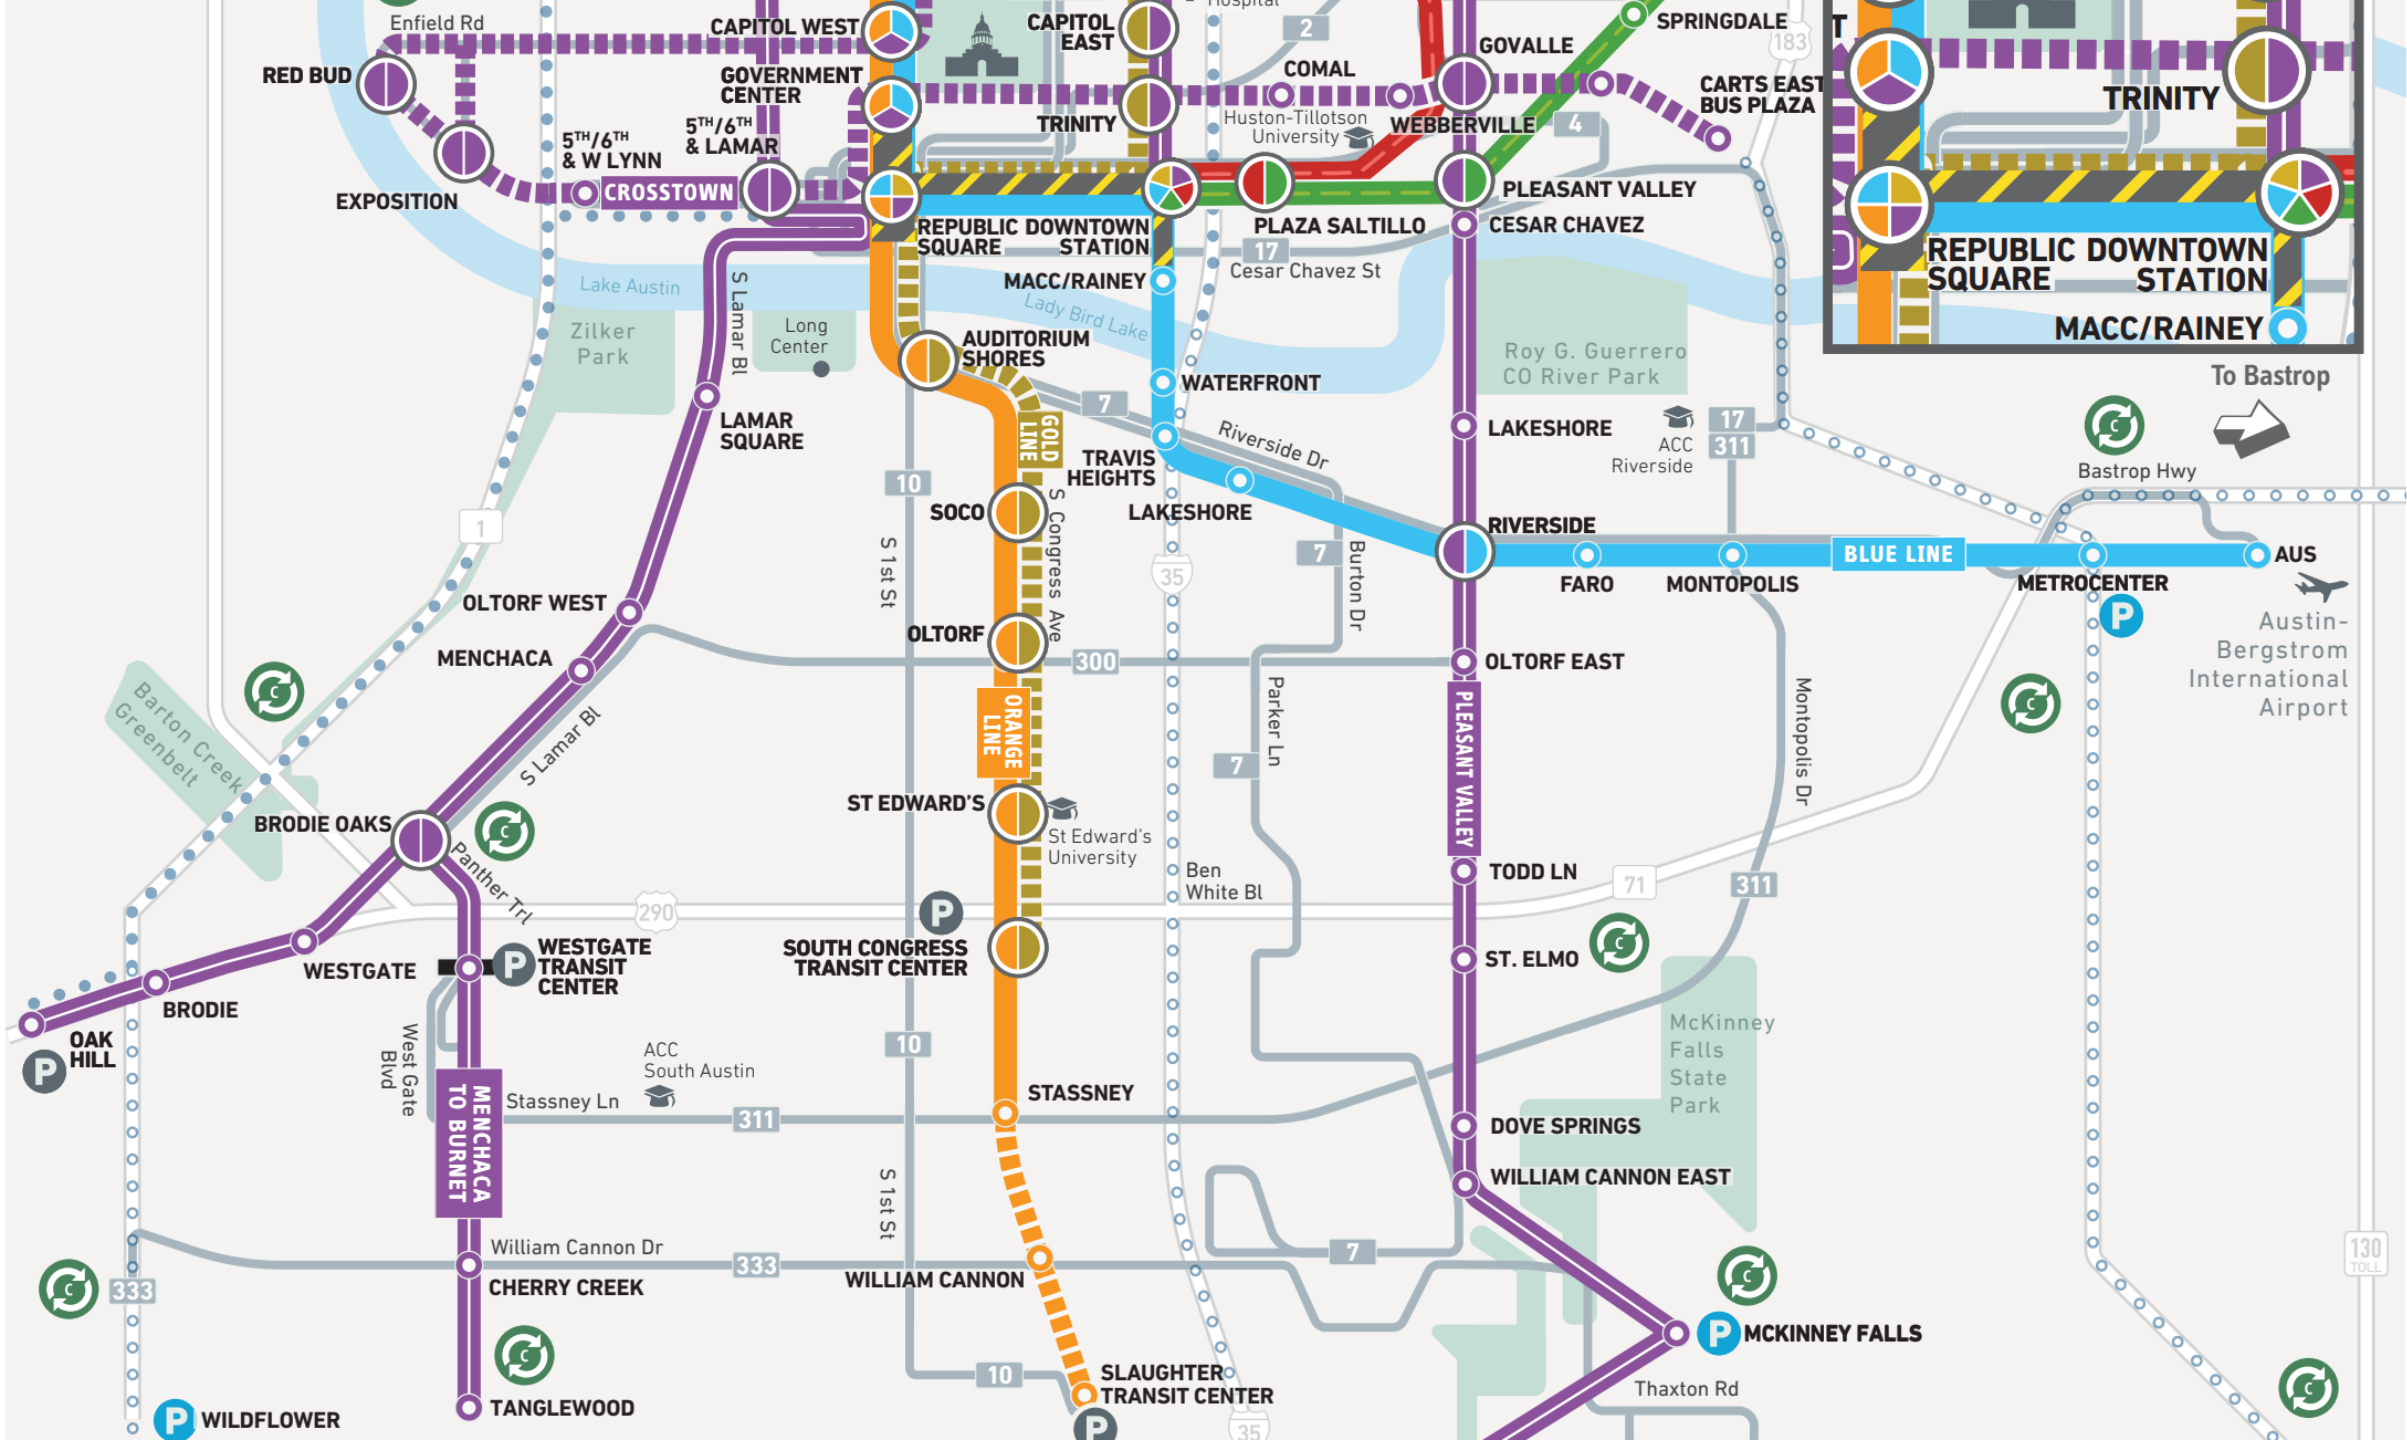 Enfield Rd
CAPITOL WEST
CAPITOL
EAST
Hospital
2
SPRINGDALE
183
GOVALLE
RED BUD
GOVERNMENT
CENTER
COMAL
CARTS EAST
BUS PLAZA
Huston-Tillotson
University
WEBBERVILLE
4
5TH/6TH
& W LYNN
5TH/6TH
& LAMAR
TRINITY
EXPOSITION
CROSSTOWN
PLEASANT VALLEY
REPUBLIC
SQUARE
DOWNTOWN
STATION
PLAZA SALTILLO
CESAR CHAVEZ
17
Cesar Chavez St
T
TRINITY
REPUBLIC
SQUARE
DOWNTOWN
STATION
MACC/RAINEY
Lake Austin
S Lamar Bl
MACC/RAINEY
Lady Bird Lake
Zilker
Park
Long
Center
AUDITORIUM
SHORES
Roy G. Guerrero
CO River Park
WATERFRONT
To Bastrop
7
LAMAR
SQUARE
GOLD
LINE
Riverside Dr
LAKESHORE
ACC
Riverside
17
311
C
Bastrop Hwy
TRAVIS
HEIGHTS
LAKESHORE
10
1
SOCO
S Congress Ave
S 1st St
35
7
Burton Dr
RIVERSIDE
FARO
MONTOPOLIS
BLUE LINE
METROCENTER
P
AUS
Austin-
Bergstrom
International
Airport
OLTORF WEST
MENCHACA
OLTORF
300
OLTORF EAST
C
C
Barton Creek
Greenbelt
S Lamar Bl
ORANGE
LINE
Parker Ln
7
PLEASANT VALLEY
Montopolis Dr
BRODIE OAKS
C
Panther Trl
ST EDWARD'S
St Edward's
University
Ben
White Bl
TODD LN
71
311
290
P
SOUTH CONGRESS
TRANSIT CENTER
WESTGATE
P
WESTGATE
TRANSIT
CENTER
ST. ELMO
C
BRODIE
OAK
HILL
P
West Gate
Blvd
ACC
South Austin
10
McKinney
Falls
State
Park
MENCHACA
TO BURNET
Stassney Ln
311
STASSNEY
DOVE SPRINGS
S 1st St
WILLIAM CANNON EAST
William Cannon Dr
333
CHERRY CREEK
WILLIAM CANNON
7
130
TOLL
C
333
C
P
MCKINNEY FALLS
C
10
SLAUGHTER
TRANSIT CENTER
P
35
Thaxton Rd
C
P
WILDFLOWER
TANGLEWOOD